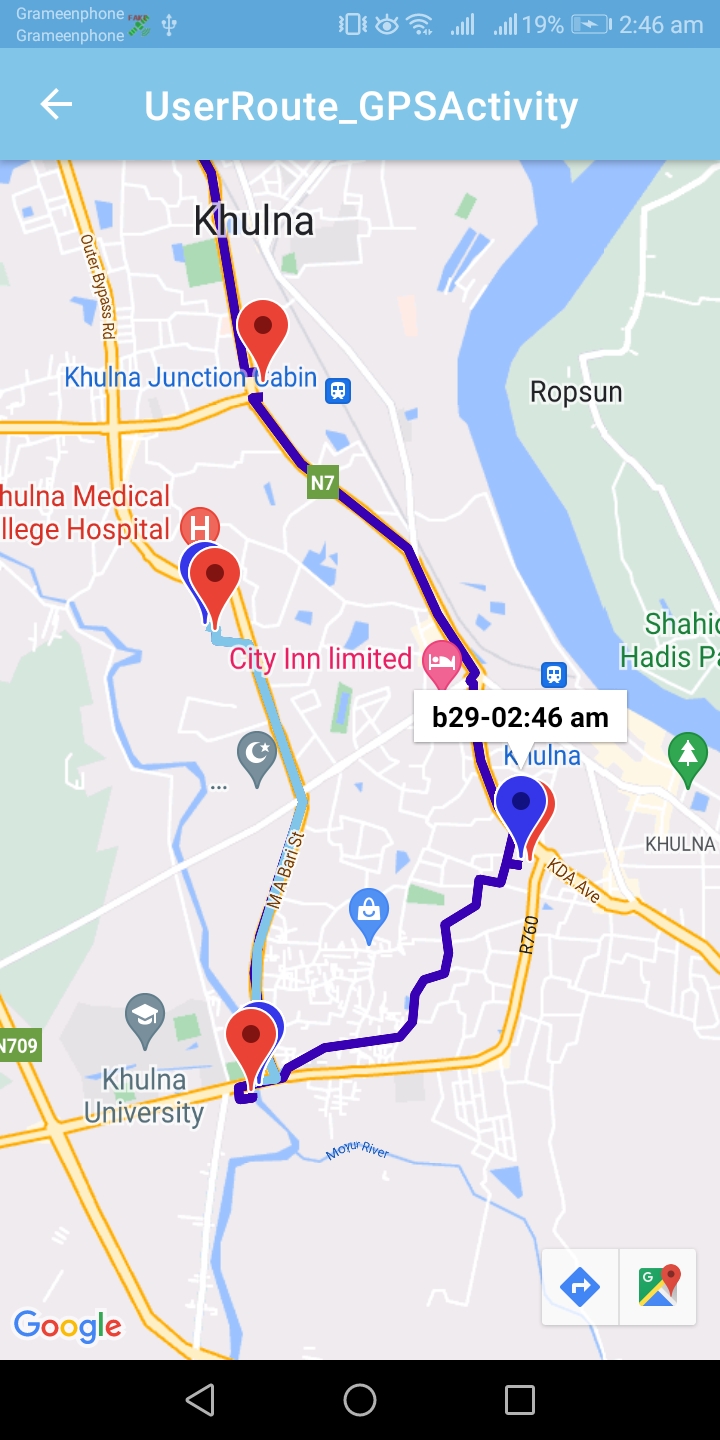 Grameenphone
Grameenphone
FAKE
19% 2:46 am
UserRoute_GPSActivity
Khulna
Outer Bypass Rd
Khulna Junction Cabin
Ropsun
N7
hulna Medical
llege Hospital
Shahid
Hadis Pa
City Inn limited
b29-02:46 am
...
Khulna
KHULNA
M A Bari St
KDA Ave
R760
N709
Khulna
University
Moyur River
G
Google